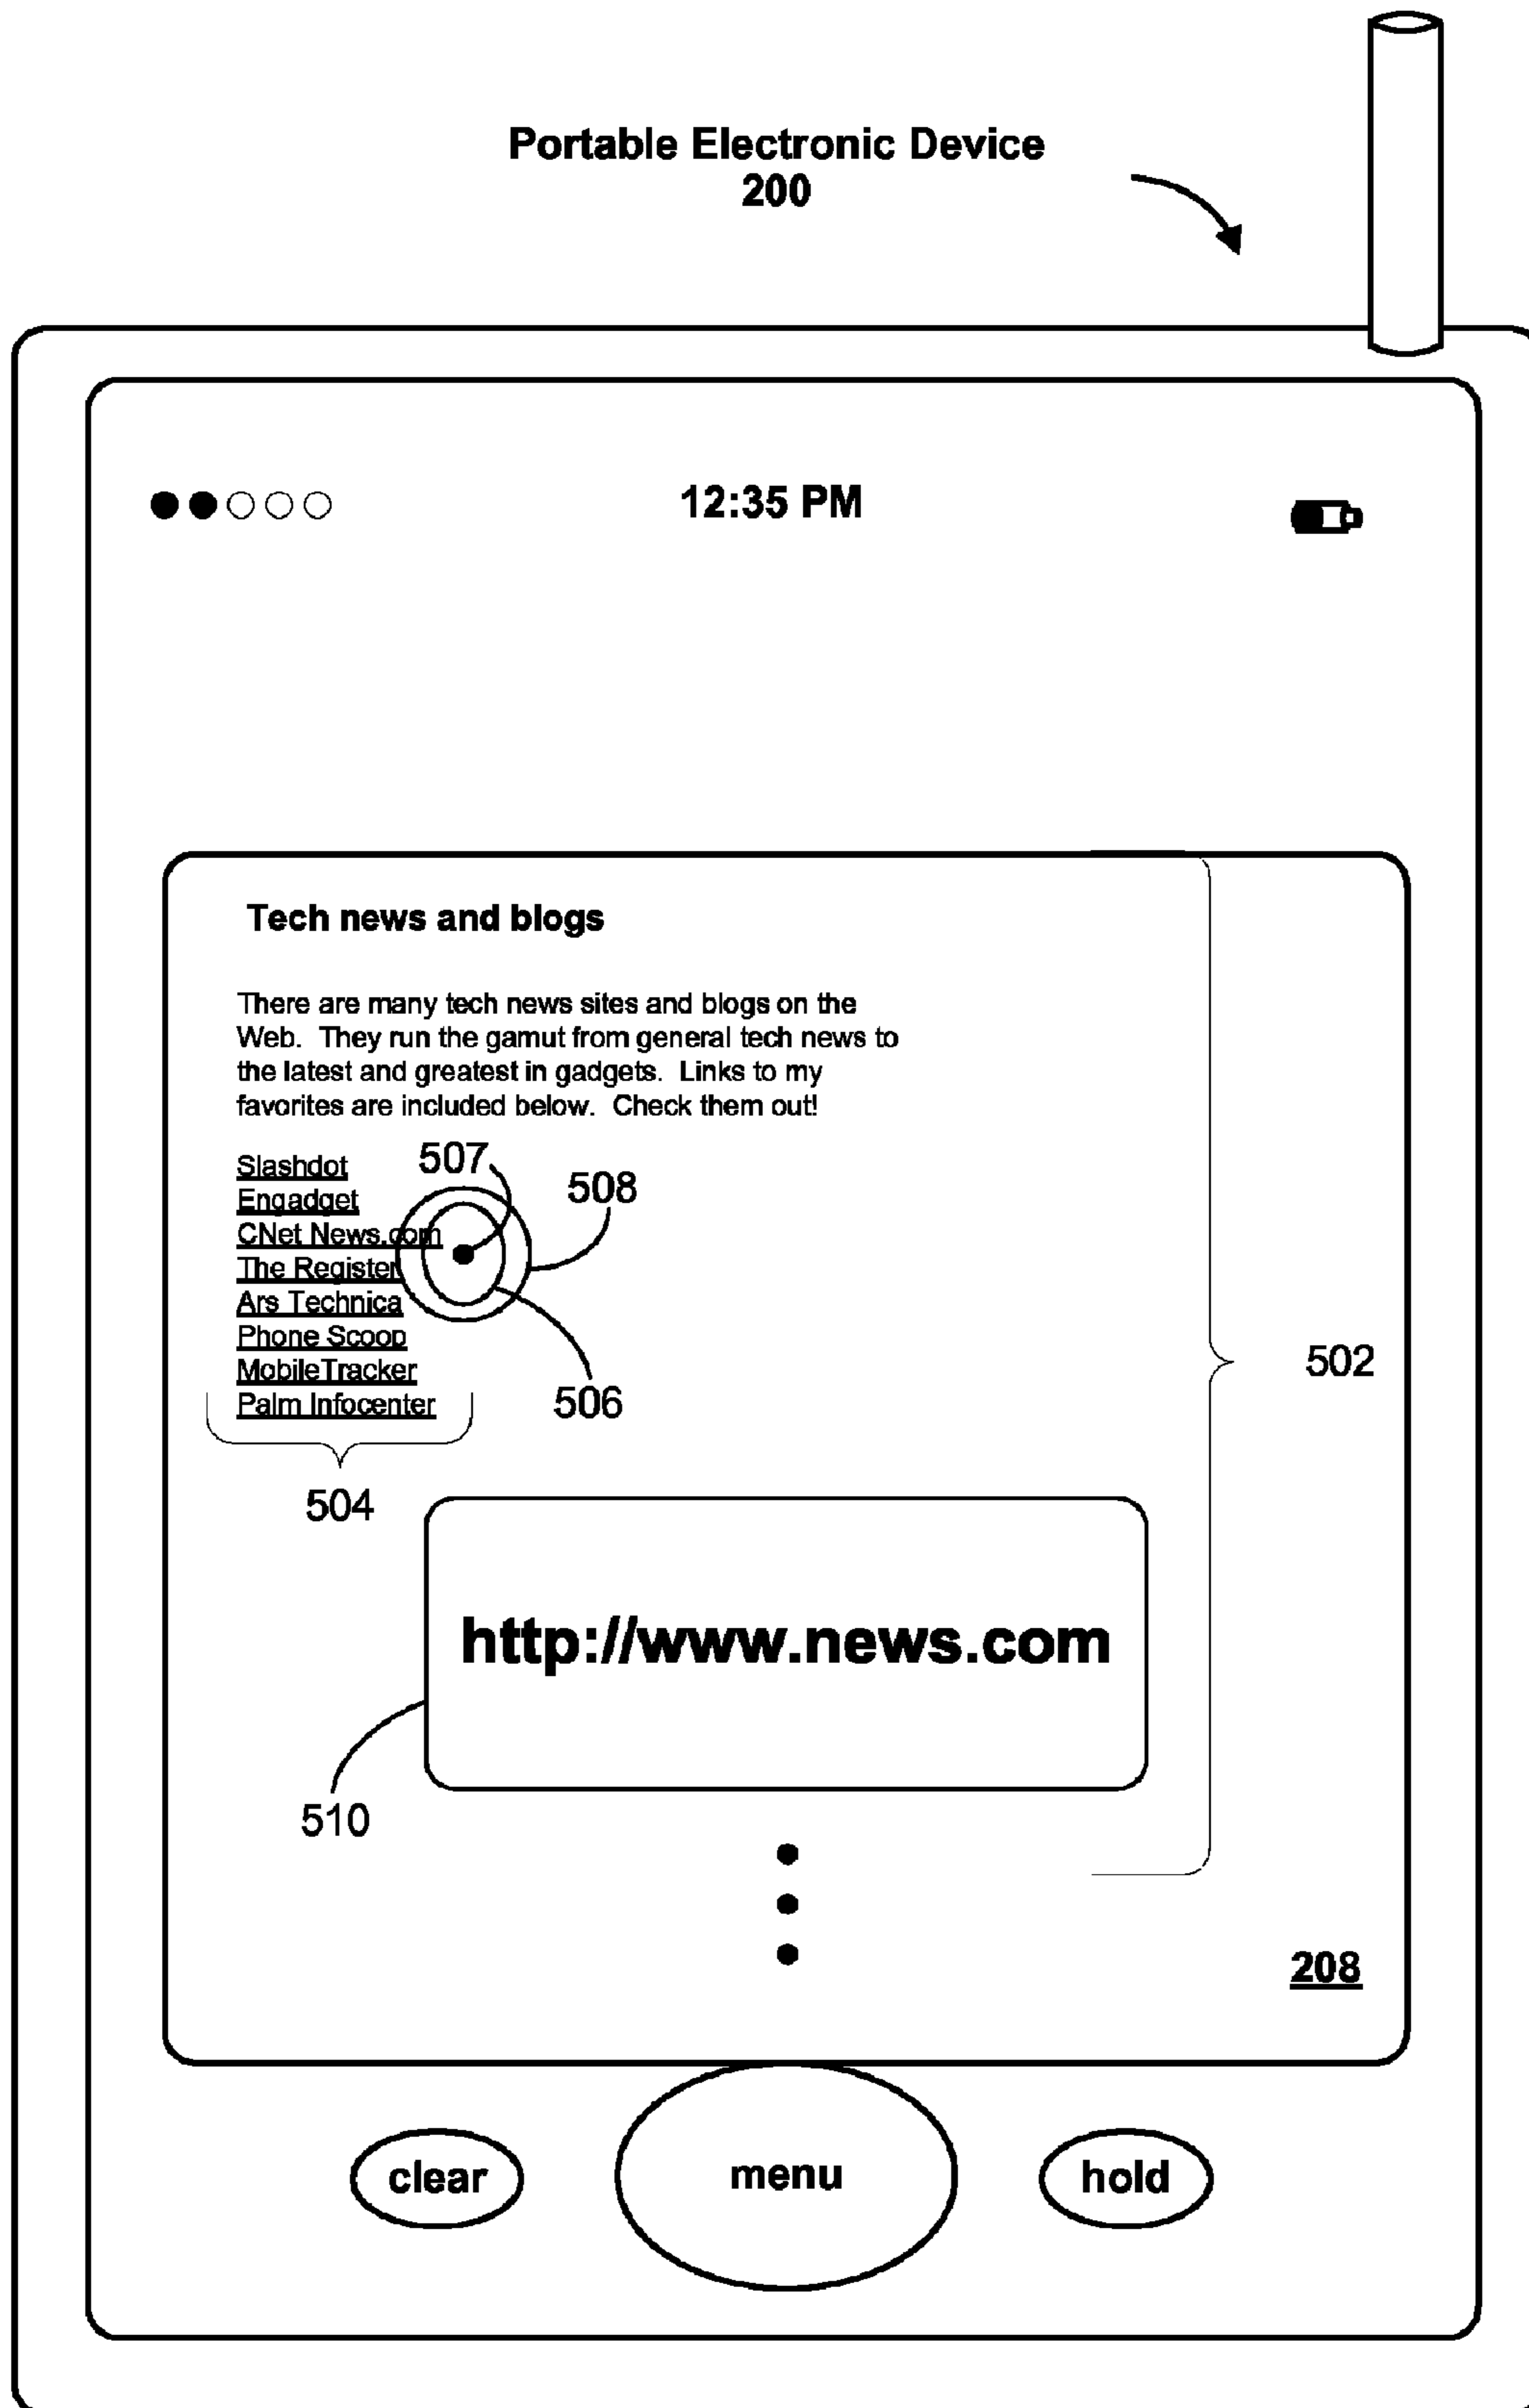 Portable Electronic Device
200
12:35 PM
Tech news and blogs
There are many tech news sites and blogs on the
Web. They run the gamut from general tech news to
the latest and greatest in gadgets. Links to my
favorites are included below. Check them out!
Slashdot
Engadget
CNet News.com
The Register
Ars Technica
Phone Scoop
MobileTracker
Palm Infocenter
507
508
506
502
504
http://www.news.com
510
208
clear
menu
hold